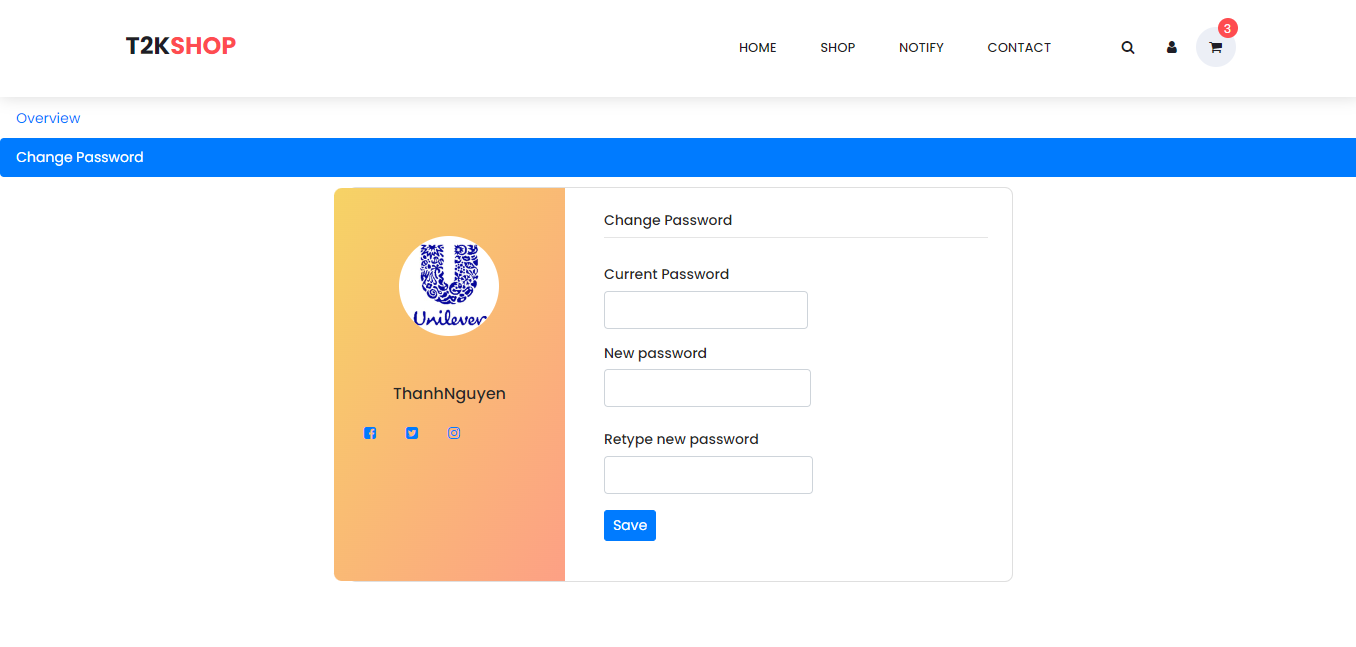 T2KSHOP
HOME SHOP NOTIFY CONTACT
3
Overview
Change Password
Unilever
ThanhNguyen
Change Password
Current Password
New password
Retype new password
Save